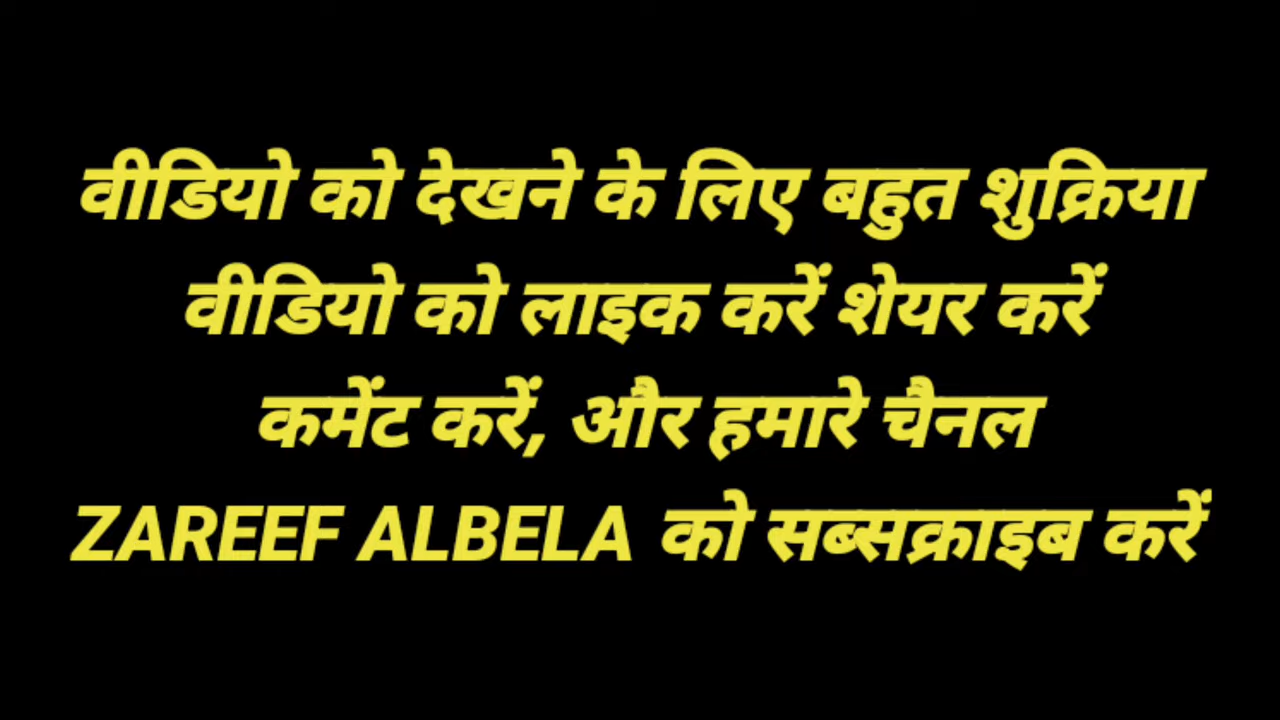 वीडियो को देखने के लिए बहुत शुक्रिया
वीडियो को लाइक करें शेयर करें
कमेंट करें, और हमारे चैनल
ZAREEF ALBELA को सब्सक्राइब करें